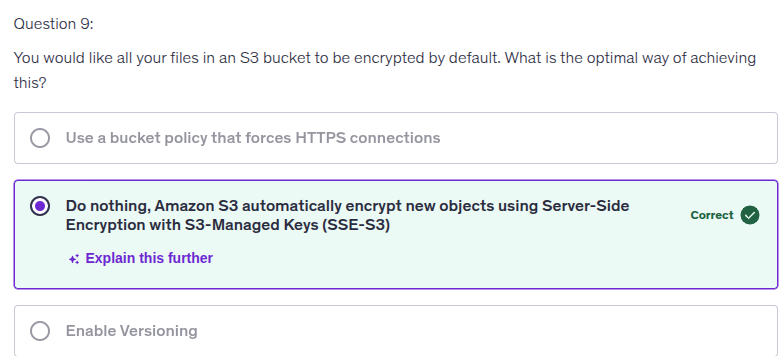 Question 9:
You would like all your files in an S3 bucket to be encrypted by default. What is the optimal way of achieving
this?
Use a bucket policy that forces HTTPS connections
Do nothing, Amazon S3 automatically encrypt new objects using Server-Side
Encryption with S3-Managed Keys (SSE-S3)
Correct
Explain this further
Enable Versioning